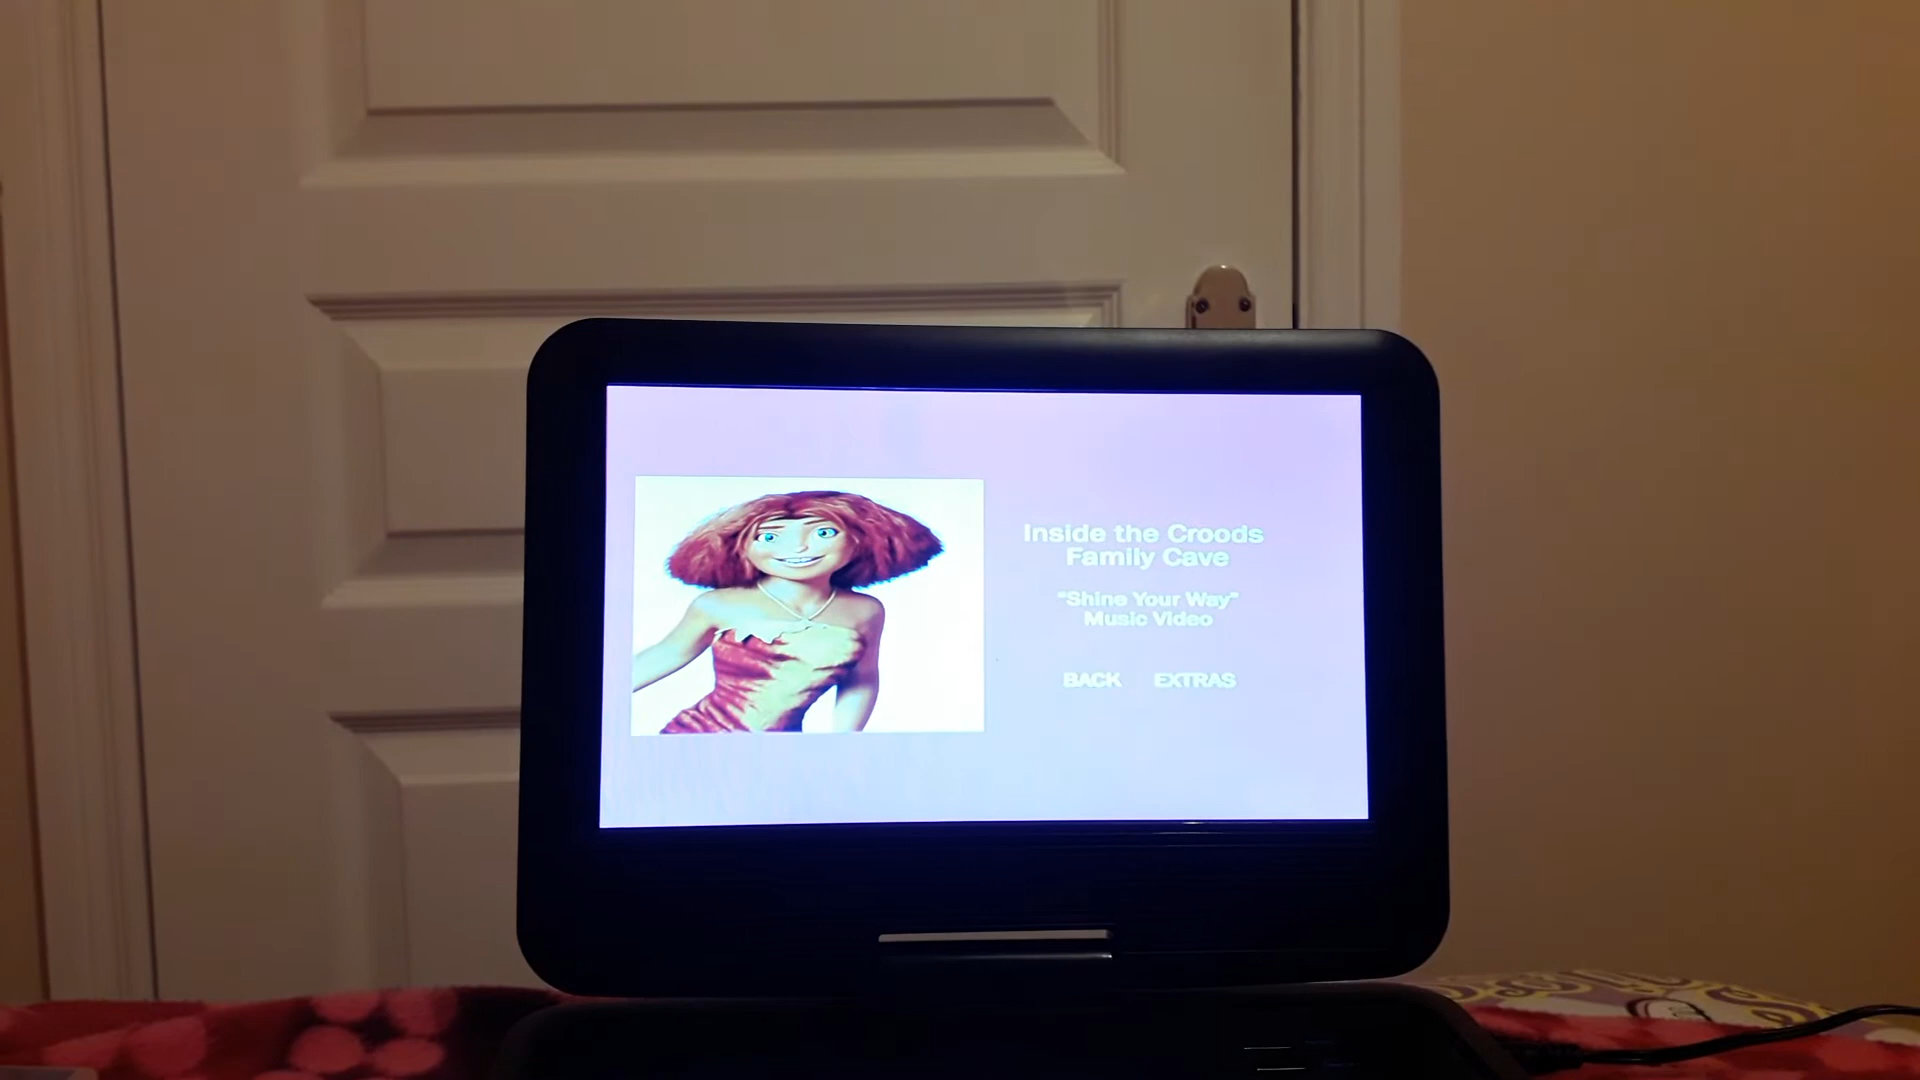 Inside the Croods
Family Cave
"Shine Your Way"
Music Video
BACK EXTRAS